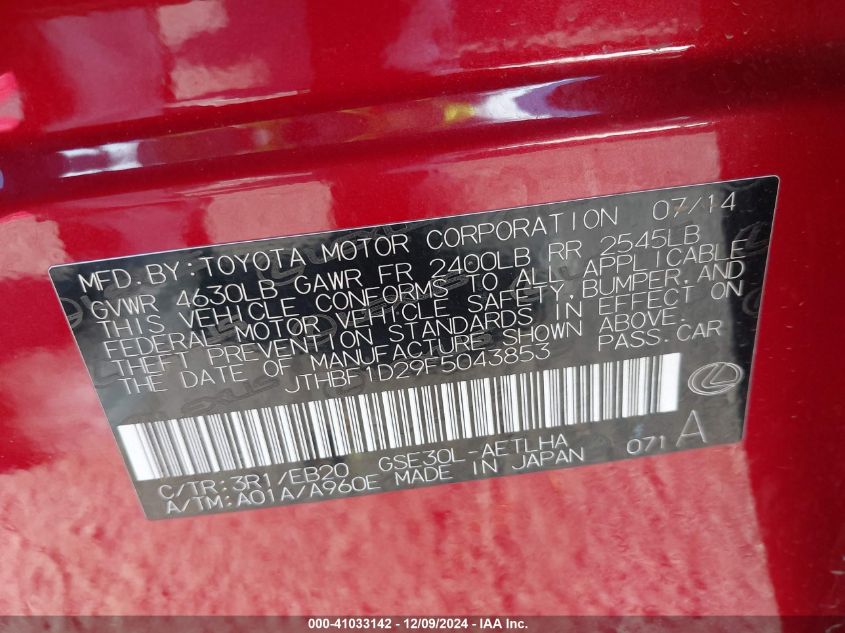 MFD.BY:TOYOTA MOTOR CORPORATION 07/14
GVWR 4630LB GAWR FR 2400LB RR 2545LB
THIS VEHICLE CONFORMS TO ALL APPLICABLE
FEDERAL MOTOR VEHICLE SAFETY,BUMPER,AND
THEFT PREVENTION STANDARDS IN EFFECT ON
THE DATE OF MANUFACTURE SHOWN ABOVE.
JTHBF1D29F5043853 PASS.CAR
C/TR:3R1/EB20 GSE30L-AETLHA 071 A
A/TM:A01A/A960E MADE IN JAPAN
000-41033142 - 12/09/2024 - IAA Inc.